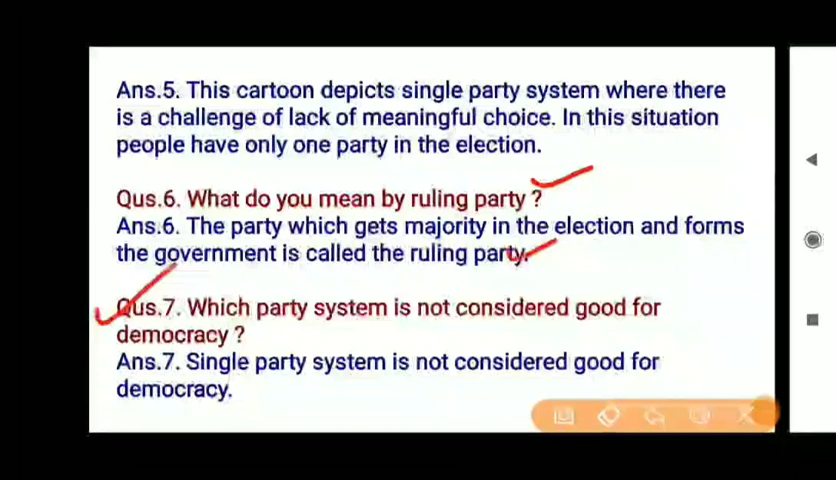 Ans.5. This cartoon depicts single party system where there
is a challenge of lack of meaningful choice. In this situation
people have only one party in the election.
Qus.6. What do you mean by ruling party ?
Ans.6. The party which gets majority in the election and forms
the government is called the ruling party.
Qus.7. Which party system is not considered good for
democracy ?
Ans.7. Single party system is not considered good for
democracy.